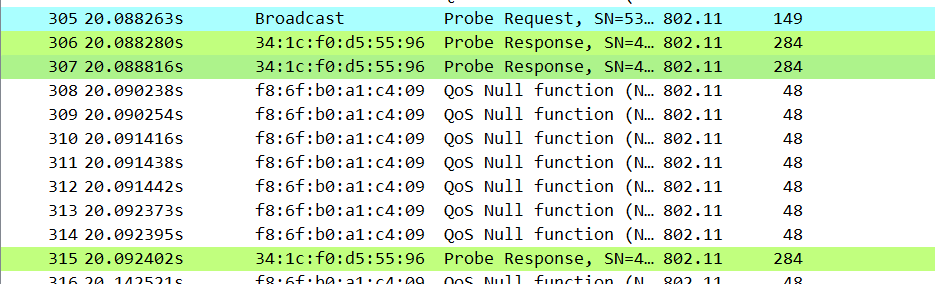 305 20.088263s Broadcast Probe Request, SN=53… 802.11 149
306 20.088280s 34:1c:f0:d5:55:96 Probe Response, SN=4… 802.11 284
307 20.088816s 34:1c:f0:d5:55:96 Probe Response, SN=4… 802.11 284
308 20.090238s f8:6f:b0:a1:c4:09 QoS Null function (N… 802.11 48
309 20.090254s f8:6f:b0:a1:c4:09 QoS Null function (N… 802.11 48
310 20.091416s f8:6f:b0:a1:c4:09 QoS Null function (N… 802.11 48
311 20.091438s f8:6f:b0:a1:c4:09 QoS Null function (N… 802.11 48
312 20.091442s f8:6f:b0:a1:c4:09 QoS Null function (N… 802.11 48
313 20.092373s f8:6f:b0:a1:c4:09 QoS Null function (N… 802.11 48
314 20.092395s f8:6f:b0:a1:c4:09 QoS Null function (N… 802.11 48
315 20.092402s 34:1c:f0:d5:55:96 Probe Response, SN=4… 802.11 284
316 20.142521s f8:6f:b0:a1:c4:09 QoS Null function (N… 802.11 48